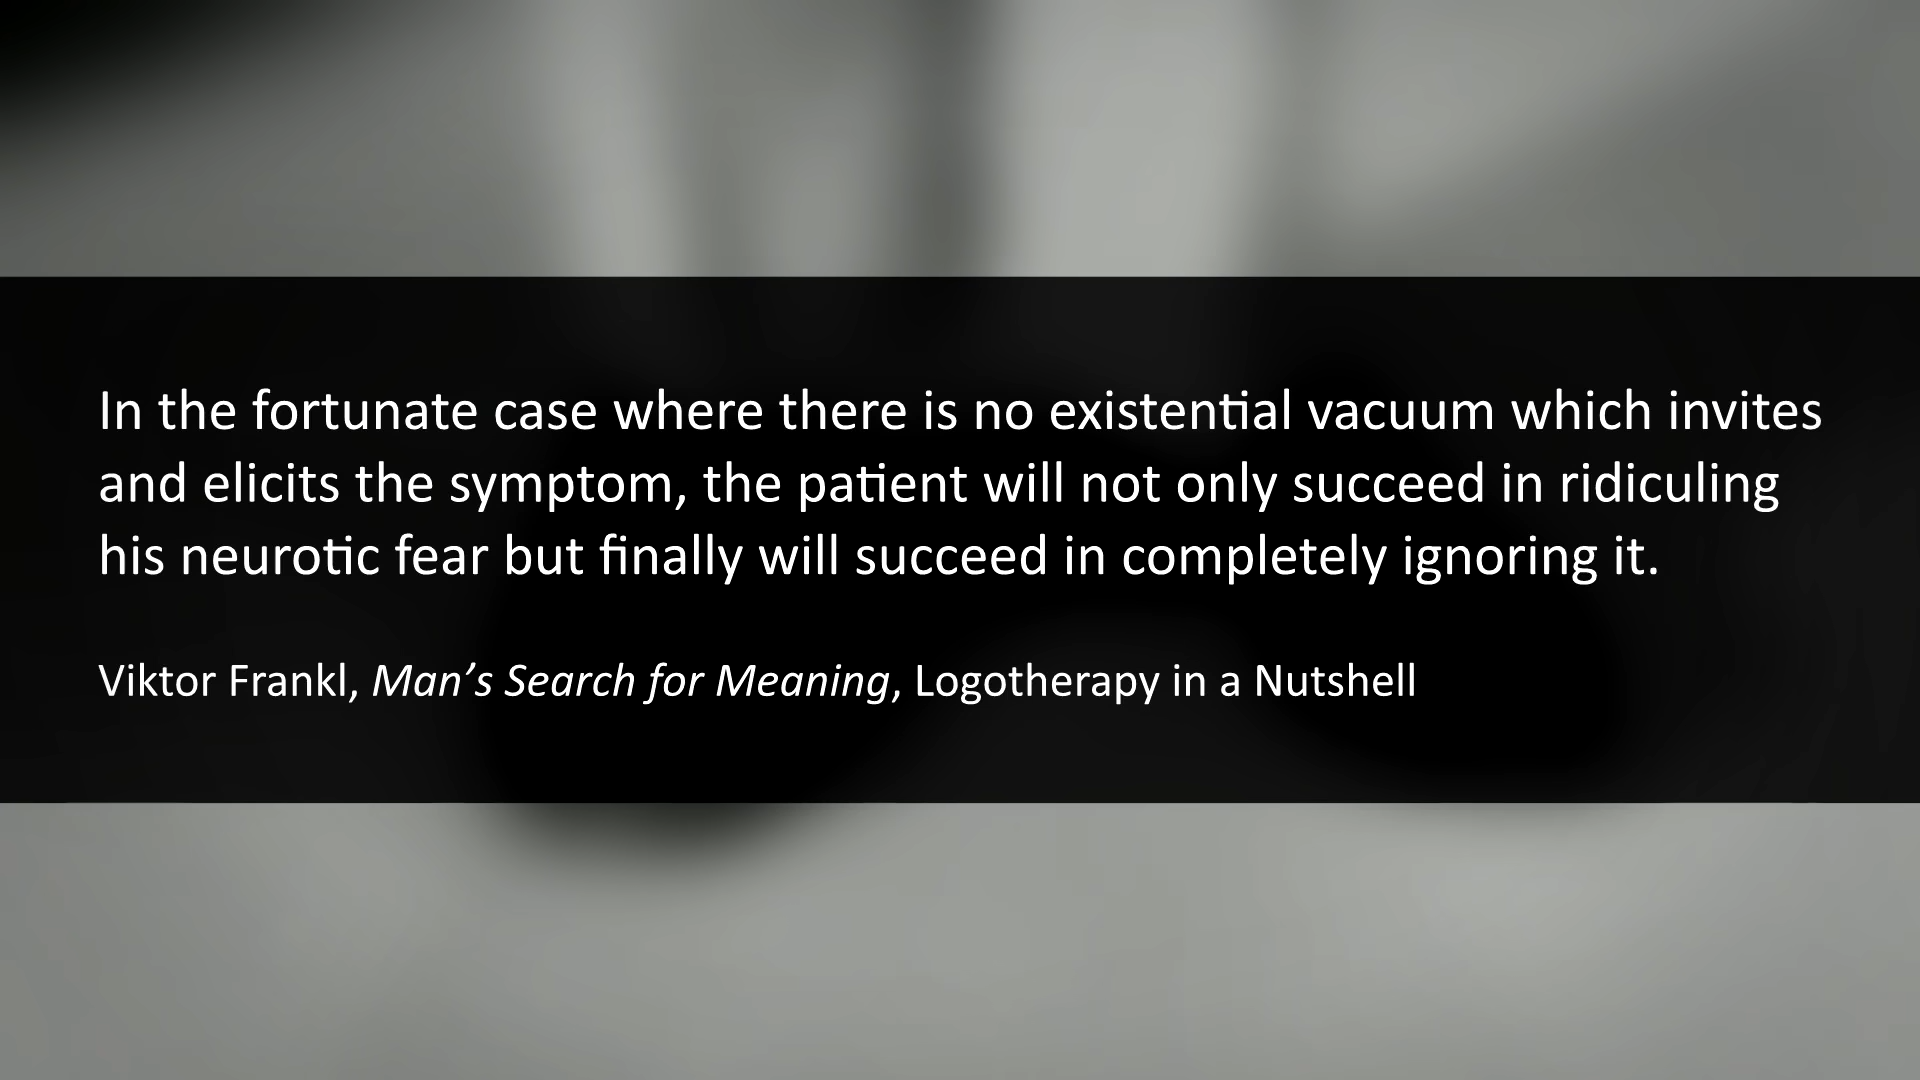 In the fortunate case where there is no existential vacuum which invites
and elicits the symptom, the patient will not only succeed in ridiculing
his neurotic fear but finally will succeed in completely ignoring it.
Viktor Frankl, Man’s Search for Meaning, Logotherapy in a Nutshell